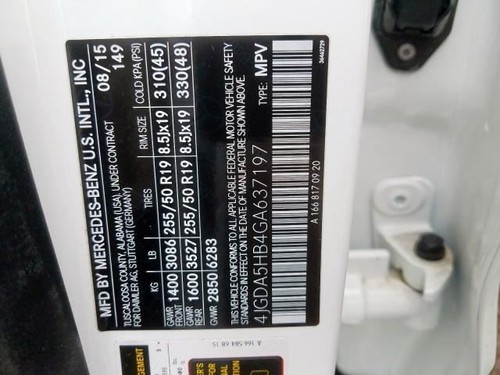 MFD BY MERCEDES-BENZ U.S. INTL., INC
TUSCALOOSA COUNTY, ALABAMA (USA), UNDER CONTRACT 08/15
FOR DAIMLER AG, STUTTGART (GERMANY) 149
KG LB TIRES RIM SIZE COLD KPA (PSI)
GAWR FRONT 1400 3086 255/50 R19 8.5Jx19 310(45)
GAWR REAR 1600 3527 255/50 R19 8.5Jx19 330(48)
GVWR 2850 6283
THIS VEHICLE CONFORMS TO ALL APPLICABLE FEDERAL MOTOR VEHICLE SAFETY
STANDARDS IN EFFECT ON THE DATE OF MANUFACTURE SHOWN ABOVE.
4JGDA5HB4GA637197 TYPE: MPV
A 166 817 09 20
A 166 584 68 15